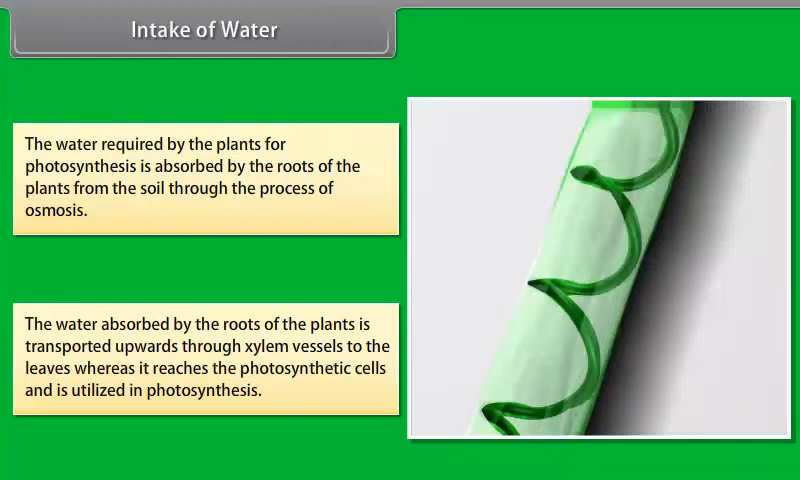 Intake of Water
The water required by the plants for
photosynthesis is absorbed by the roots of the
plants from the soil through the process of
osmosis.
The water absorbed by the roots of the plants is
transported upwards through xylem vessels to the
leaves whereas it reaches the photosynthetic cells
and is utilized in photosynthesis.